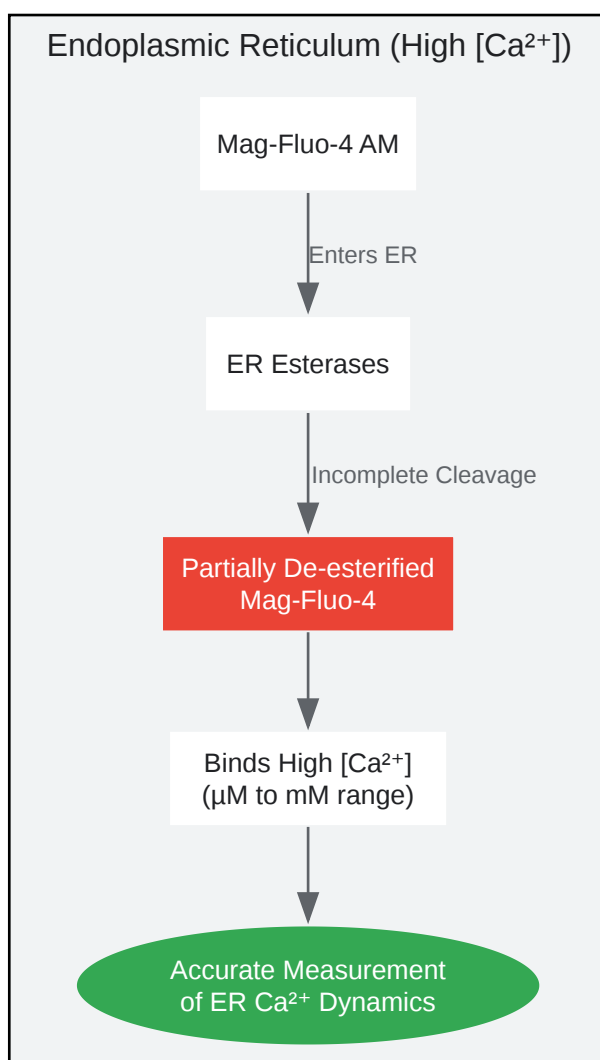 Endoplasmic Reticulum (High [Ca²⁺])
Mag-Fluo-4 AM
Enters ER
ER Esterases
Incomplete Cleavage
Partially De-esterified
Mag-Fluo-4
Binds High [Ca²⁺]
(µM to mM range)
Accurate Measurement
of ER Ca²⁺ Dynamics